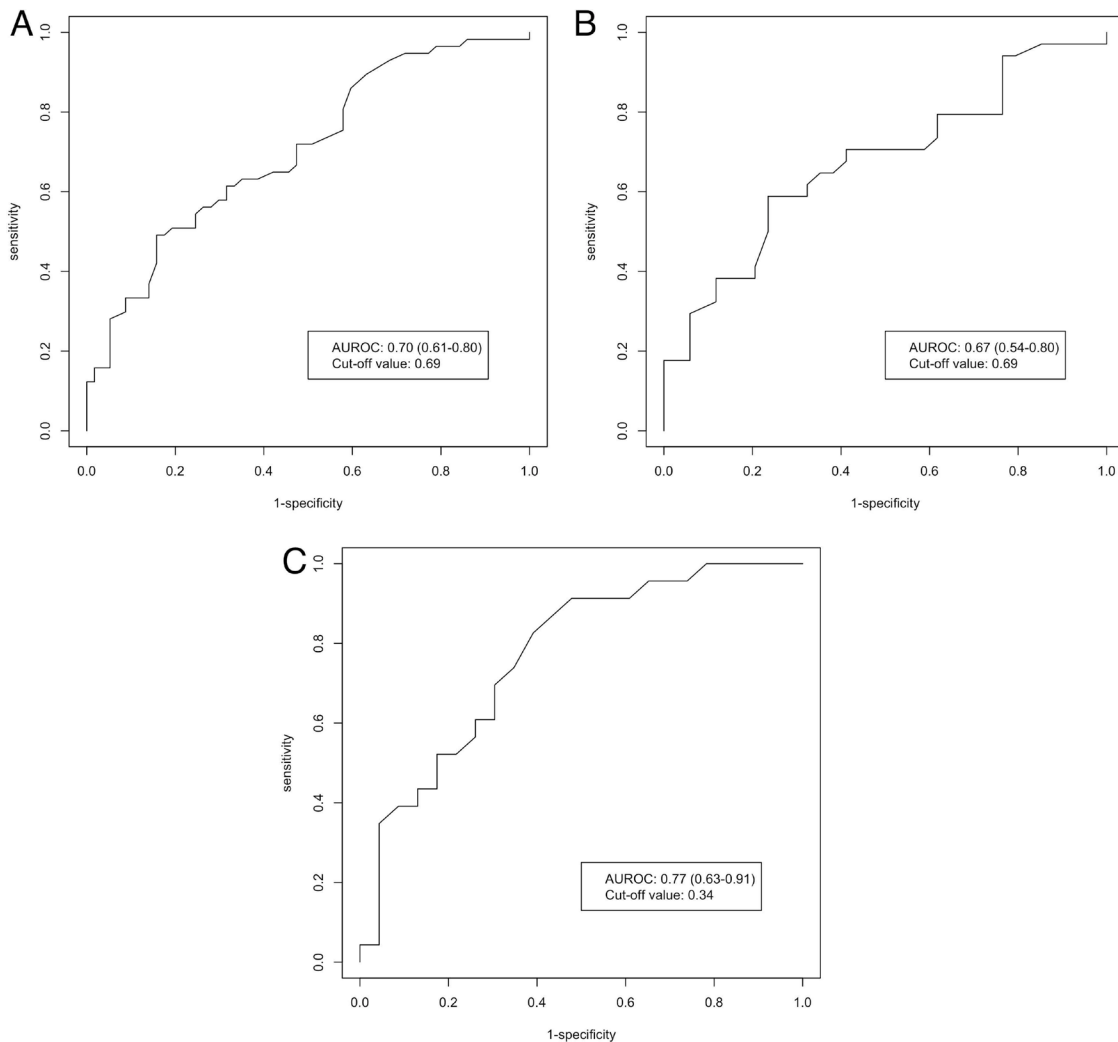 A
1.0
0.8
0.6
0.4
0.2
0.0
sensitivity
AUROC: 0.70 (0.61-0.80)
Cut-off value: 0.69
0.0 0.2 0.4 0.6 0.8 1.0
1-specificity
B
1.0
0.8
0.6
0.4
0.2
0.0
sensitivity
AUROC: 0.67 (0.54-0.80)
Cut-off value: 0.69
0.0 0.2 0.4 0.6 0.8 1.0
1-specificity
C
1.0
0.8
0.6
0.4
0.2
0.0
sensitivity
AUROC: 0.77 (0.63-0.91)
Cut-off value: 0.34
0.0 0.2 0.4 0.6 0.8 1.0
1-specificity